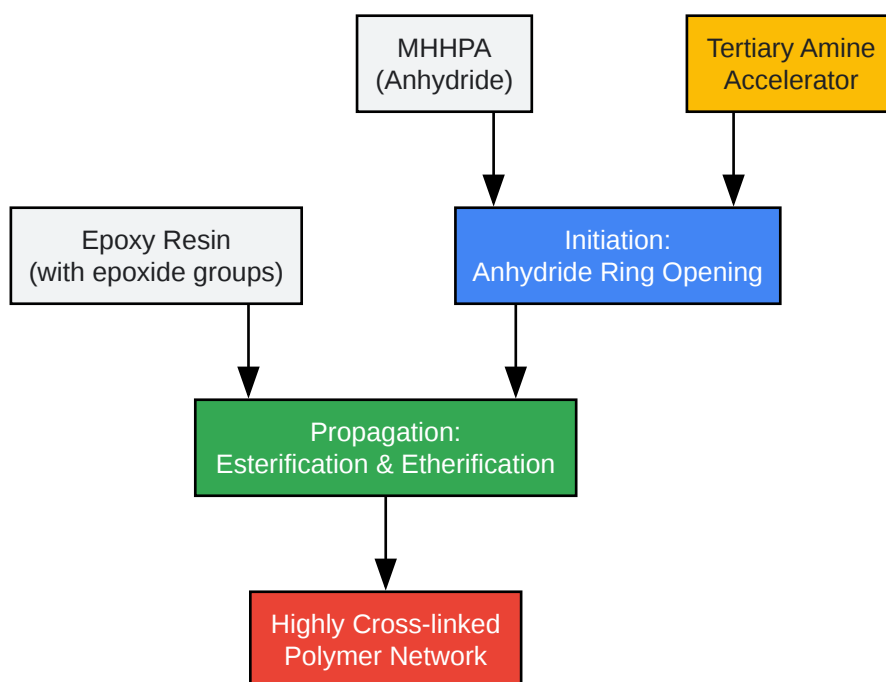 MHHPA
(Anhydride)
Tertiary Amine
Accelerator
Epoxy Resin
(with epoxide groups)
Initiation:
Anhydride Ring Opening
Propagation:
Esterification & Etherification
Highly Cross-linked
Polymer Network